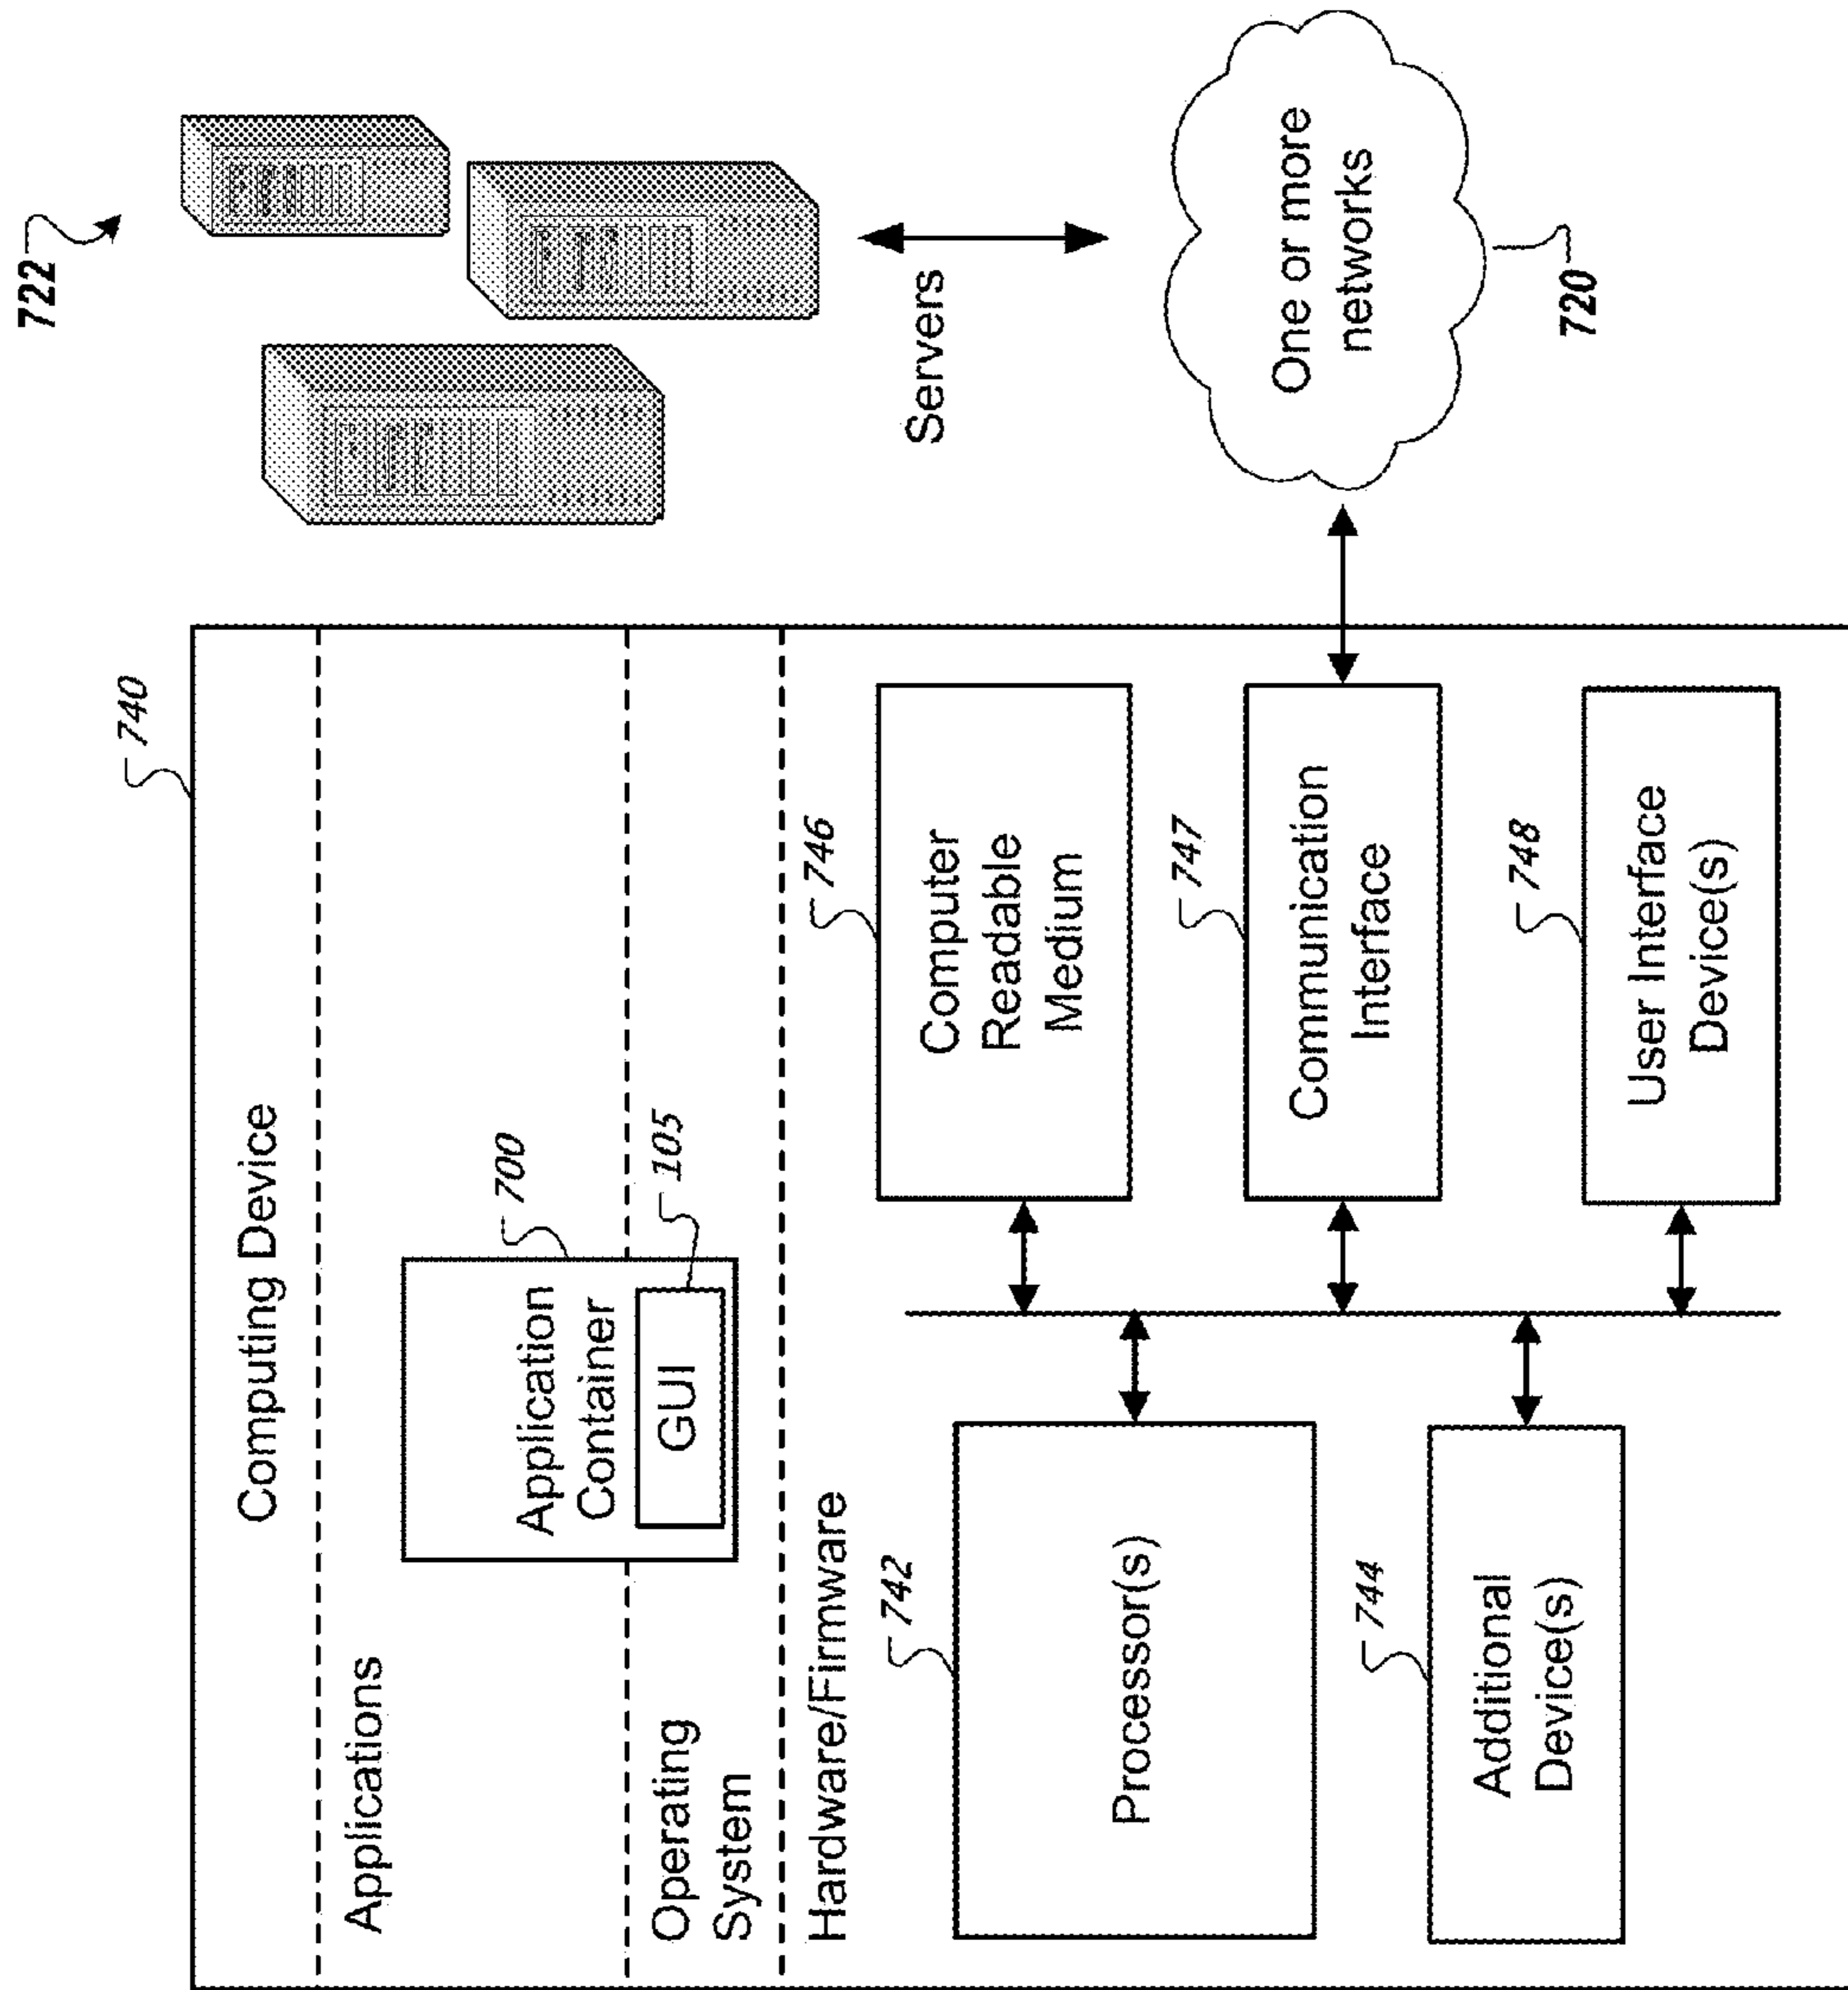 740
Computing Device
Applications
700
Application
Container
105
GUI
Operating
System
Hardware/Firmware
742
Processor(s)
744
Additional
Device(s)
746
Computer
Readable
Medium
747
Communication
Interface
748
User Interface
Device(s)
722
Servers
One or more
networks
720